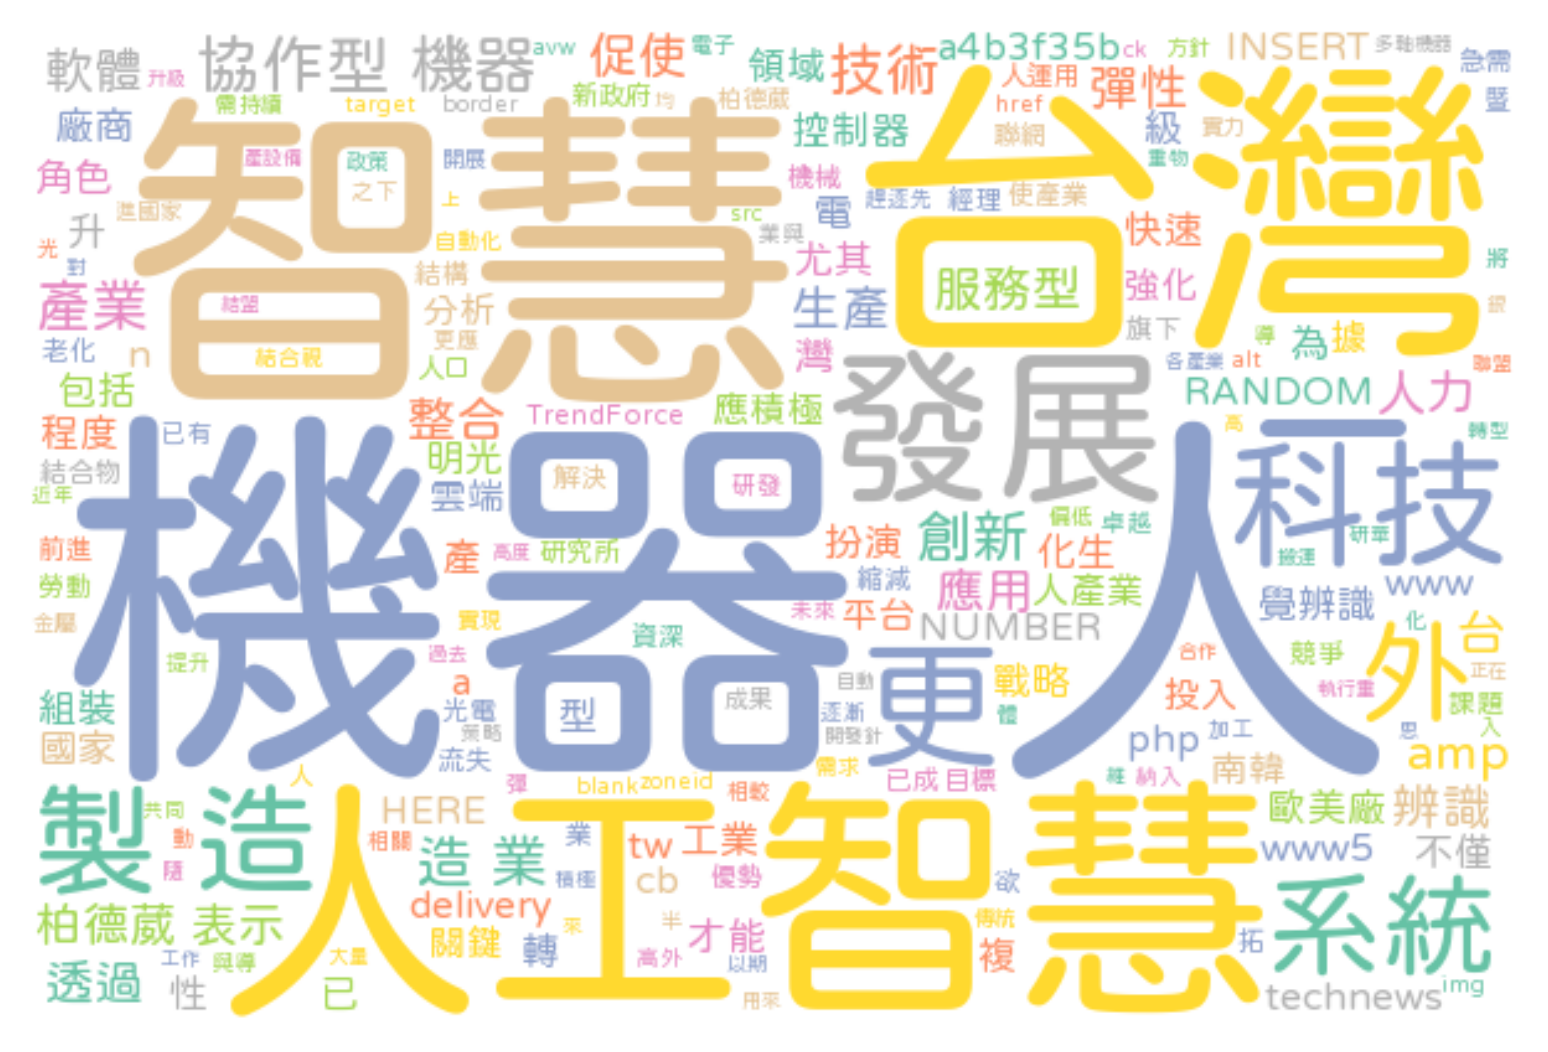 軟體
升級
協作型 機器
avw
促使
電子
領域
技術
a4b3f35b
ck
方針
INSERT
多軸機器
急需
廠商
需持續
target
border
新政府
均
柏德葳
人運用
href
彈性
暨
控制器
聯網
級
實力
角色
產設備
政策
開展
智慧
台灣
重物
機械
之下
進國家
上
src
電
趕逐先
經理
使產業
升
光
對
自動化
業與
快速
將
結構
尤其
服務型
強化
產業
結盟
分析
生產
旗下
導
為
據
老化
n
結合視
更應
人口
灣
發展
各產業
alt
聯盟
包括
整合
TrendForce
應積極
RANDOM
人力
程度
已有
高
轉型
結合物
明光
解決
研發
科技
近年
雲端
機器人
創新
偏低
卓越
前進
產
高度
研究所
扮演
化生
研華
搬運
勞動
縮減
應用
人產業
www
覺辨識
金屬
實現
資深
未來
平台
NUMBER
化
外
台
提升
過去
合作
競爭
正在
a
自動
更
戰略
投入
執行重
組裝
光電
型
成果
逐漸
體
課題
國家
策略
開發針
php
加工
思
入
流失
amp
人
彈
blank
zoneid
相較
需求
已成
目標
維
納入
南韓
製造
共同
HERE
人工智慧
歐美廠
辨識
動
相關
造 業
業
tw
工業
www5
不僅
隨
積極
cb
優勢
欲
柏德葳 表示
delivery
半
傳統
系統
關鍵
轉
來
才能
拓
透過
工作
與導
大量
高外
以期
複
性
已
用來
technews
img